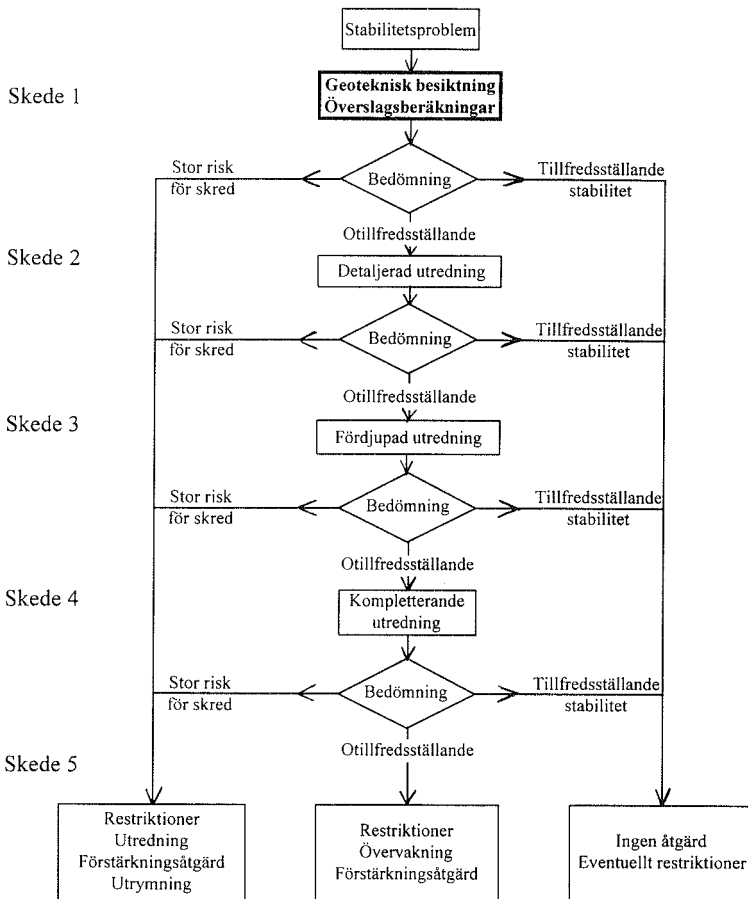 Stabilitetsproblem
Skede 1
Geoteknisk besiktning
Överslagsberäkningar
Stor risk
för skred
Bedömning
Tillfredsställande
stabilitet
Otillfredsställande
Skede 2
Detaljerad utredning
Stor risk
för skred
Bedömning
Tillfredsställande
stabilitet
Otillfredsställande
Skede 3
Fördjupad utredning
Stor risk
för skred
Bedömning
Tillfredsställande
stabilitet
Otillfredsställande
Skede 4
Kompletterande
utredning
Stor risk
för skred
Bedömning
Tillfredsställande
stabilitet
Otillfredsställande
Skede 5
Restriktioner
Utredning
Förstärkningsåtgärd
Utrymning
Restriktioner
Övervakning
Förstärkningsåtgärd
Ingen åtgärd
Eventuellt restriktioner